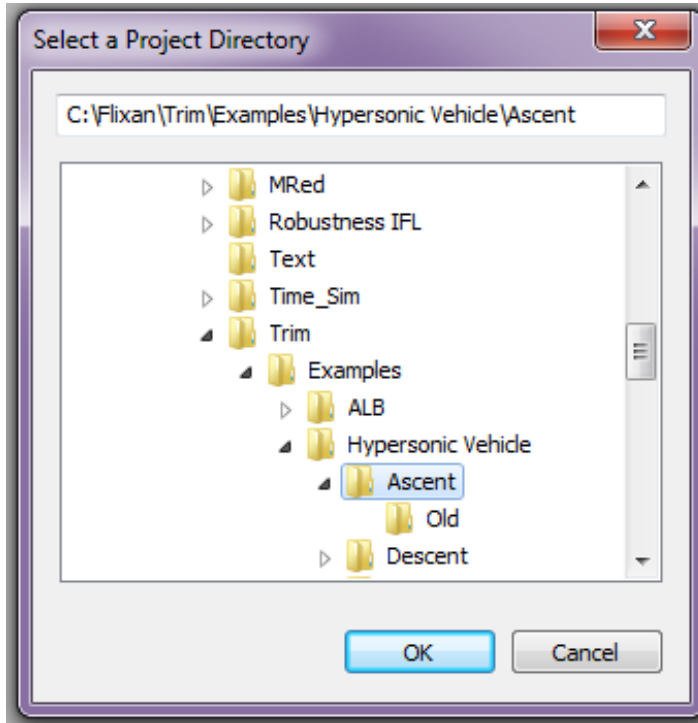 Select a Project Directory
C:\Flixan\Trim\Examples\Hypersonic Vehicle\Ascent
MRed
Robustness IFL
Text
Time_Sim
Trim
Examples
ALB
Hypersonic Vehicle
Ascent
Old
Descent
OK Cancel